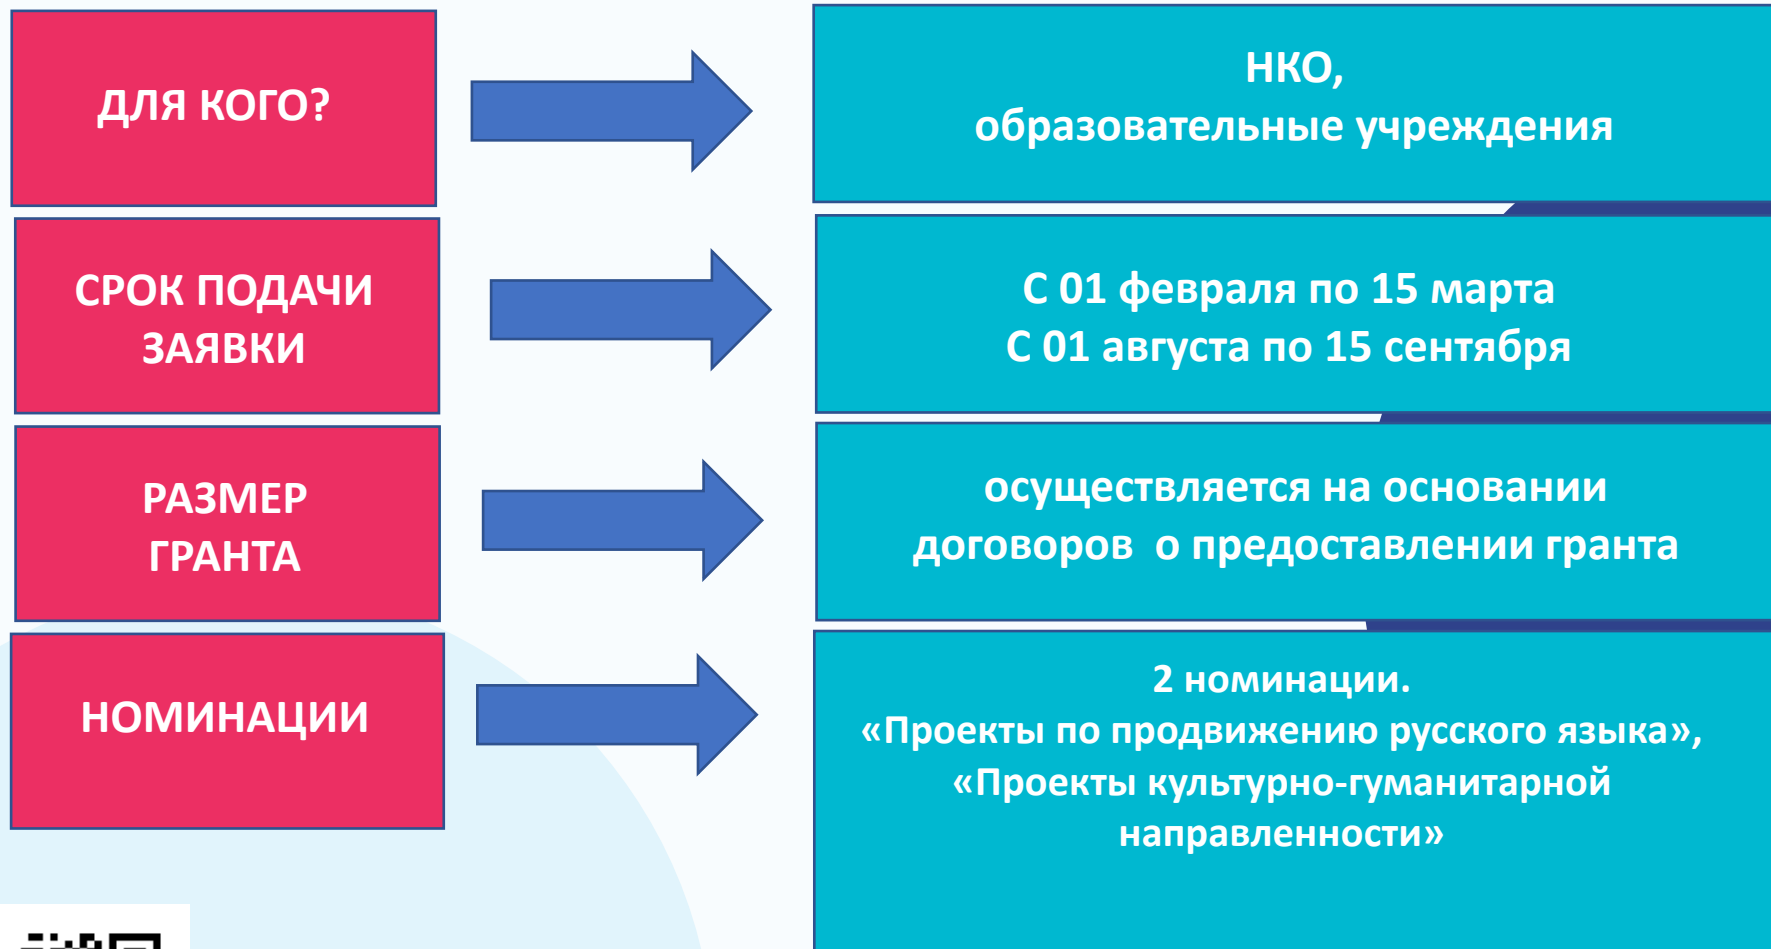 ДЛЯ КОГО?
НКО,
образовательные учреждения
СРОК ПОДАЧИ
ЗАЯВКИ
С 01 февраля по 15 марта
С 01 августа по 15 сентября
РАЗМЕР
ГРАНТА
осуществляется на основании
договоров  о предоставлении гранта
НОМИНАЦИИ
2 номинации.
«Проекты по продвижению русского языка»,
«Проекты культурно-гуманитарной
направленности»